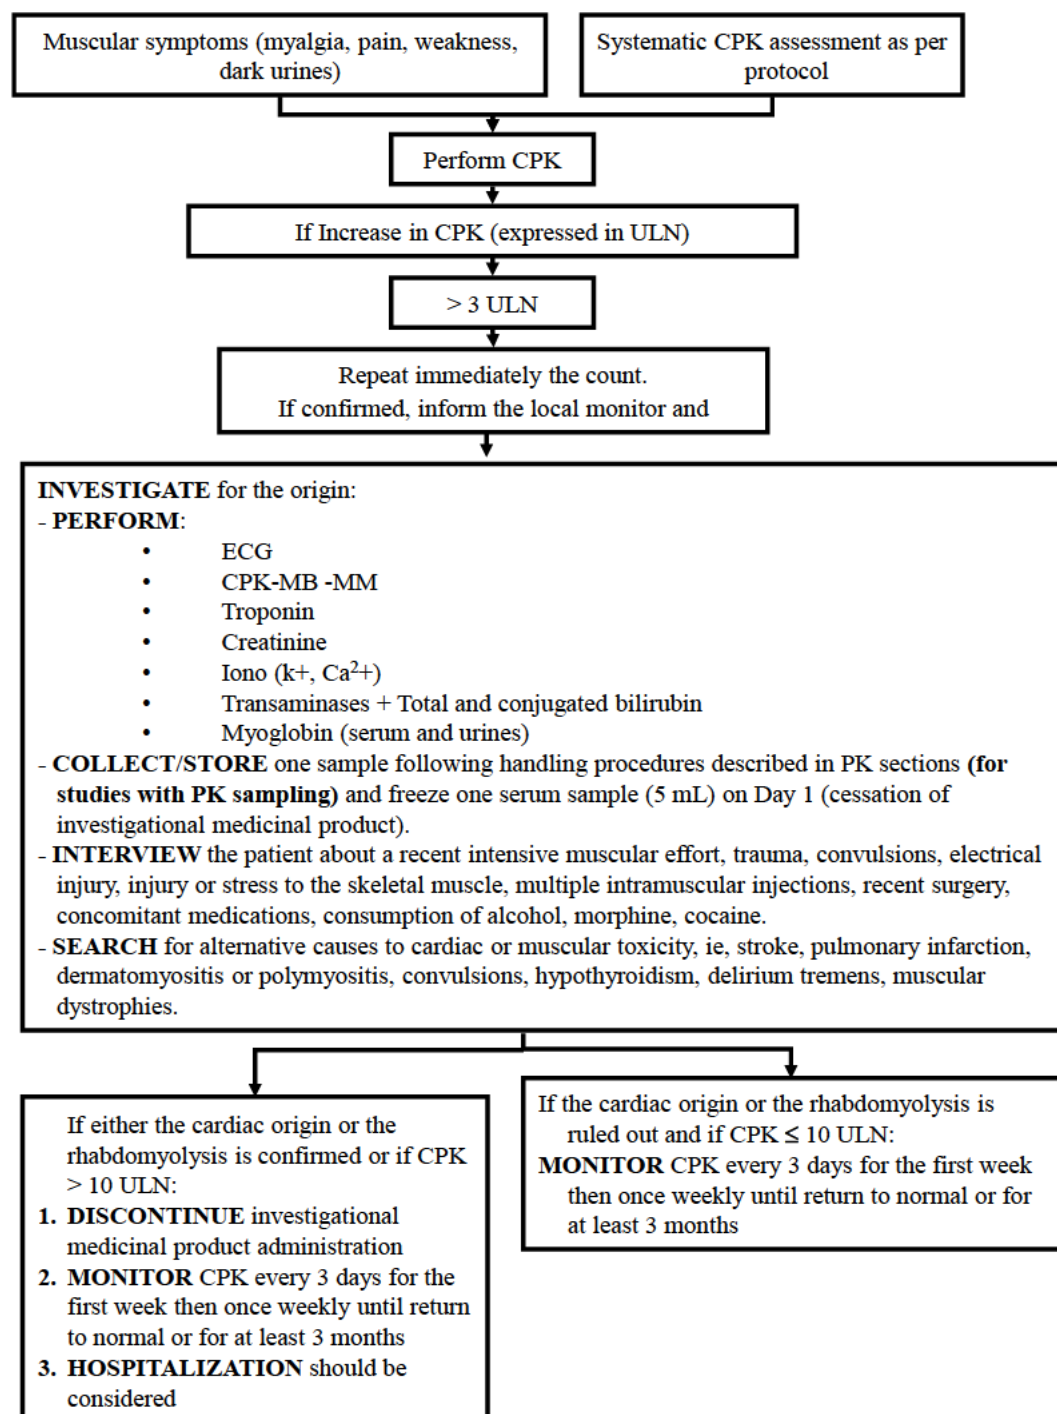 Muscular symptoms (myalgia, pain, weakness,
dark urines)
Systematic CPK assessment as per
protocol
Perform CPK
If Increase in CPK (expressed in ULN)
> 3 ULN
Repeat immediately the count.
If confirmed, inform the local monitor and
INVESTIGATE for the origin:
- PERFORM:
• ECG
• CPK-MB -MM
• Troponin
• Creatinine
• Iono (k+, Ca²⁺)
• Transaminases + Total and conjugated bilirubin
• Myoglobin (serum and urines)
- COLLECT/STORE one sample following handling procedures described in PK sections (for
studies with PK sampling) and freeze one serum sample (5 mL) on Day 1 (cessation of
investigational medicinal product).
- INTERVIEW the patient about a recent intensive muscular effort, trauma, convulsions, electrical
injury, injury or stress to the skeletal muscle, multiple intramuscular injections, recent surgery,
concomitant medications, consumption of alcohol, morphine, cocaine.
- SEARCH for alternative causes to cardiac or muscular toxicity, ie, stroke, pulmonary infarction,
dermatomyositis or polymyositis, convulsions, hypothyroidism, delirium tremens, muscular
dystrophies.
If either the cardiac origin or the
rhabdomyolysis is confirmed or if CPK
> 10 ULN:
1. DISCONTINUE investigational
medicinal product administration
2. MONITOR CPK every 3 days for the
first week then once weekly until return
to normal or for at least 3 months
3. HOSPITALIZATION should be
considered
If the cardiac origin or the rhabdomyolysis is
ruled out and if CPK ≤ 10 ULN:
MONITOR CPK every 3 days for the first week
then once weekly until return to normal or for
at least 3 months